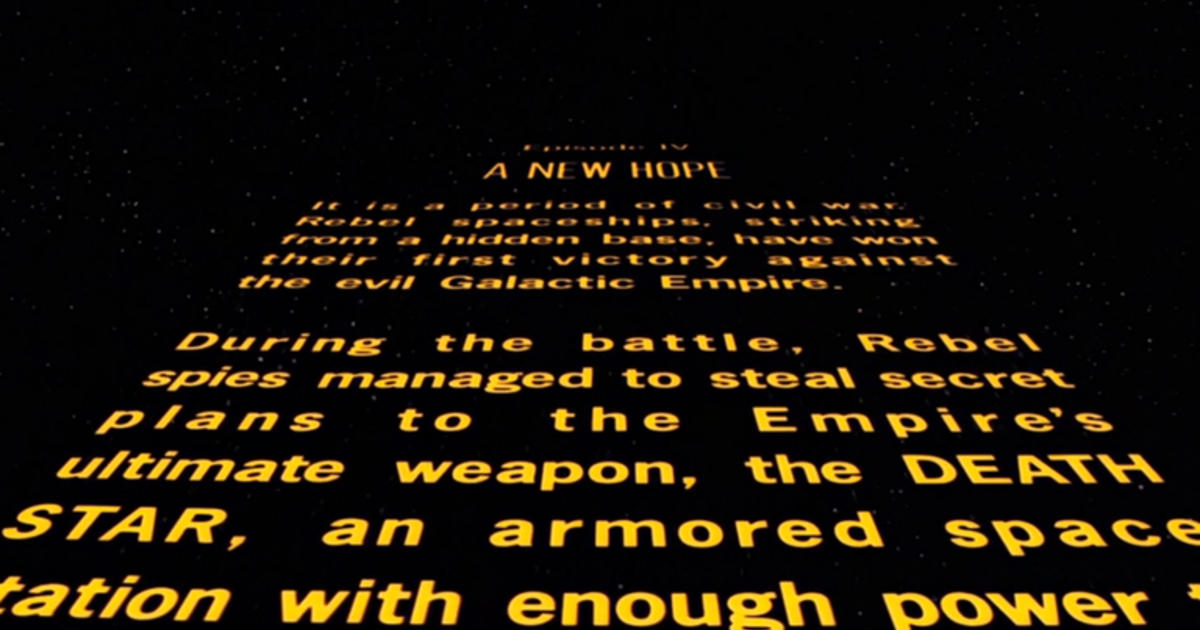 Episode IV
A NEW HOPE
It is a period of civil war.
Rebel spaceships, striking
from a hidden base, have won
their first victory against
the evil Galactic Empire.
During the battle, Rebel
spies managed to steal secret
plans to the Empire's
ultimate weapon, the DEATH
STAR, an armored space
tation with enough power